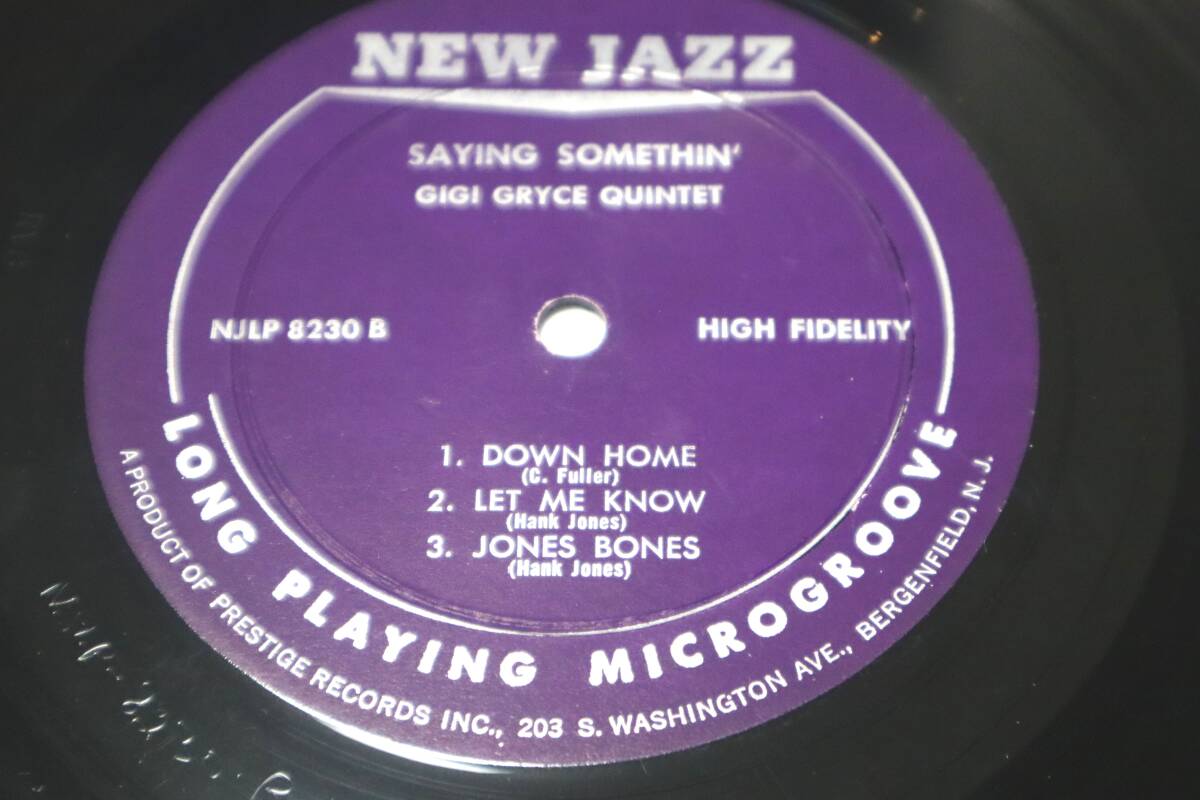 NEW JAZZ
SAYING SOMETHIN'
GIGI GRYCE QUINTET
NJLP 8230 B
HIGH FIDELITY
1. DOWN HOME
(C. Fuller)
2. LET ME KNOW
(Hank Jones)
3. JONES BONES
(Hank Jones)
LONG PLAYING MICROGROOVE
A PRODUCT OF PRESTIGE RECORDS INC., 203 S. WASHINGTON AVE., BERGENFIELD, N. J.